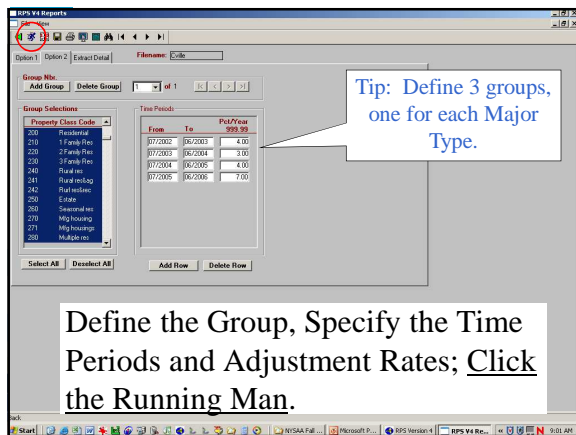 RPS V4 Reports
File View
Option 1 Option 2 Extract Detail Filename: Cville
Group Nbr.
Add Group Delete Group 1 of 1
Group Selections
Property Class Code
200 Residential
210 1 Family Res
220 2 Family Res
230 3 Family Res
240 Rural res
241 Rural res&ag
242 Rurl res&rec
250 Estate
260 Seasonal res
270 Mfg housing
271 Mfg housings
280 Multiple res
Select All Deselect All
Time Periods
From To Pct/Year 999.99
07/2002 06/2003 4.00
07/2003 06/2004 3.00
07/2004 06/2005 4.00
07/2005 06/2006 7.00
Add Row Delete Row
Tip: Define 3 groups,
one for each Major
Type.
Define the Group, Specify the Time
Periods and Adjustment Rates; Click
the Running Man.
Back
Start NYSAA Fall ... Microsoft P... RPS Version 4 RPS V4 Re... 9:01 AM